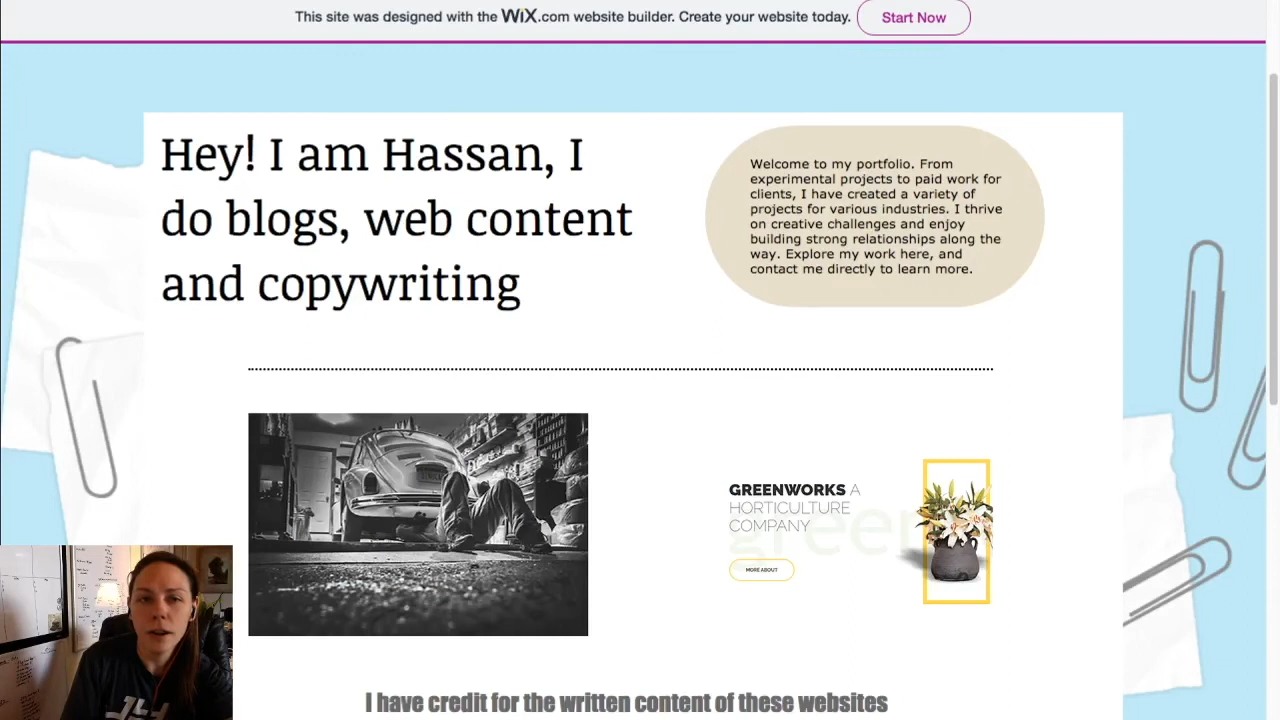 This site was designed with the WiX.com website builder. Create your website today.
Start Now
Hey! I am Hassan, I
do blogs, web content
and copywriting
Welcome to my portfolio. From
experimental projects to paid work for
clients, I have created a variety of
projects for various industries. I thrive
on creative challenges and enjoy
building strong relationships along the
way. Explore my work here, and
contact me directly to learn more.
GREENWORKS A
HORTICULTURE
COMPANY
green
MORE ABOUT
I have credit for the written content of these websites